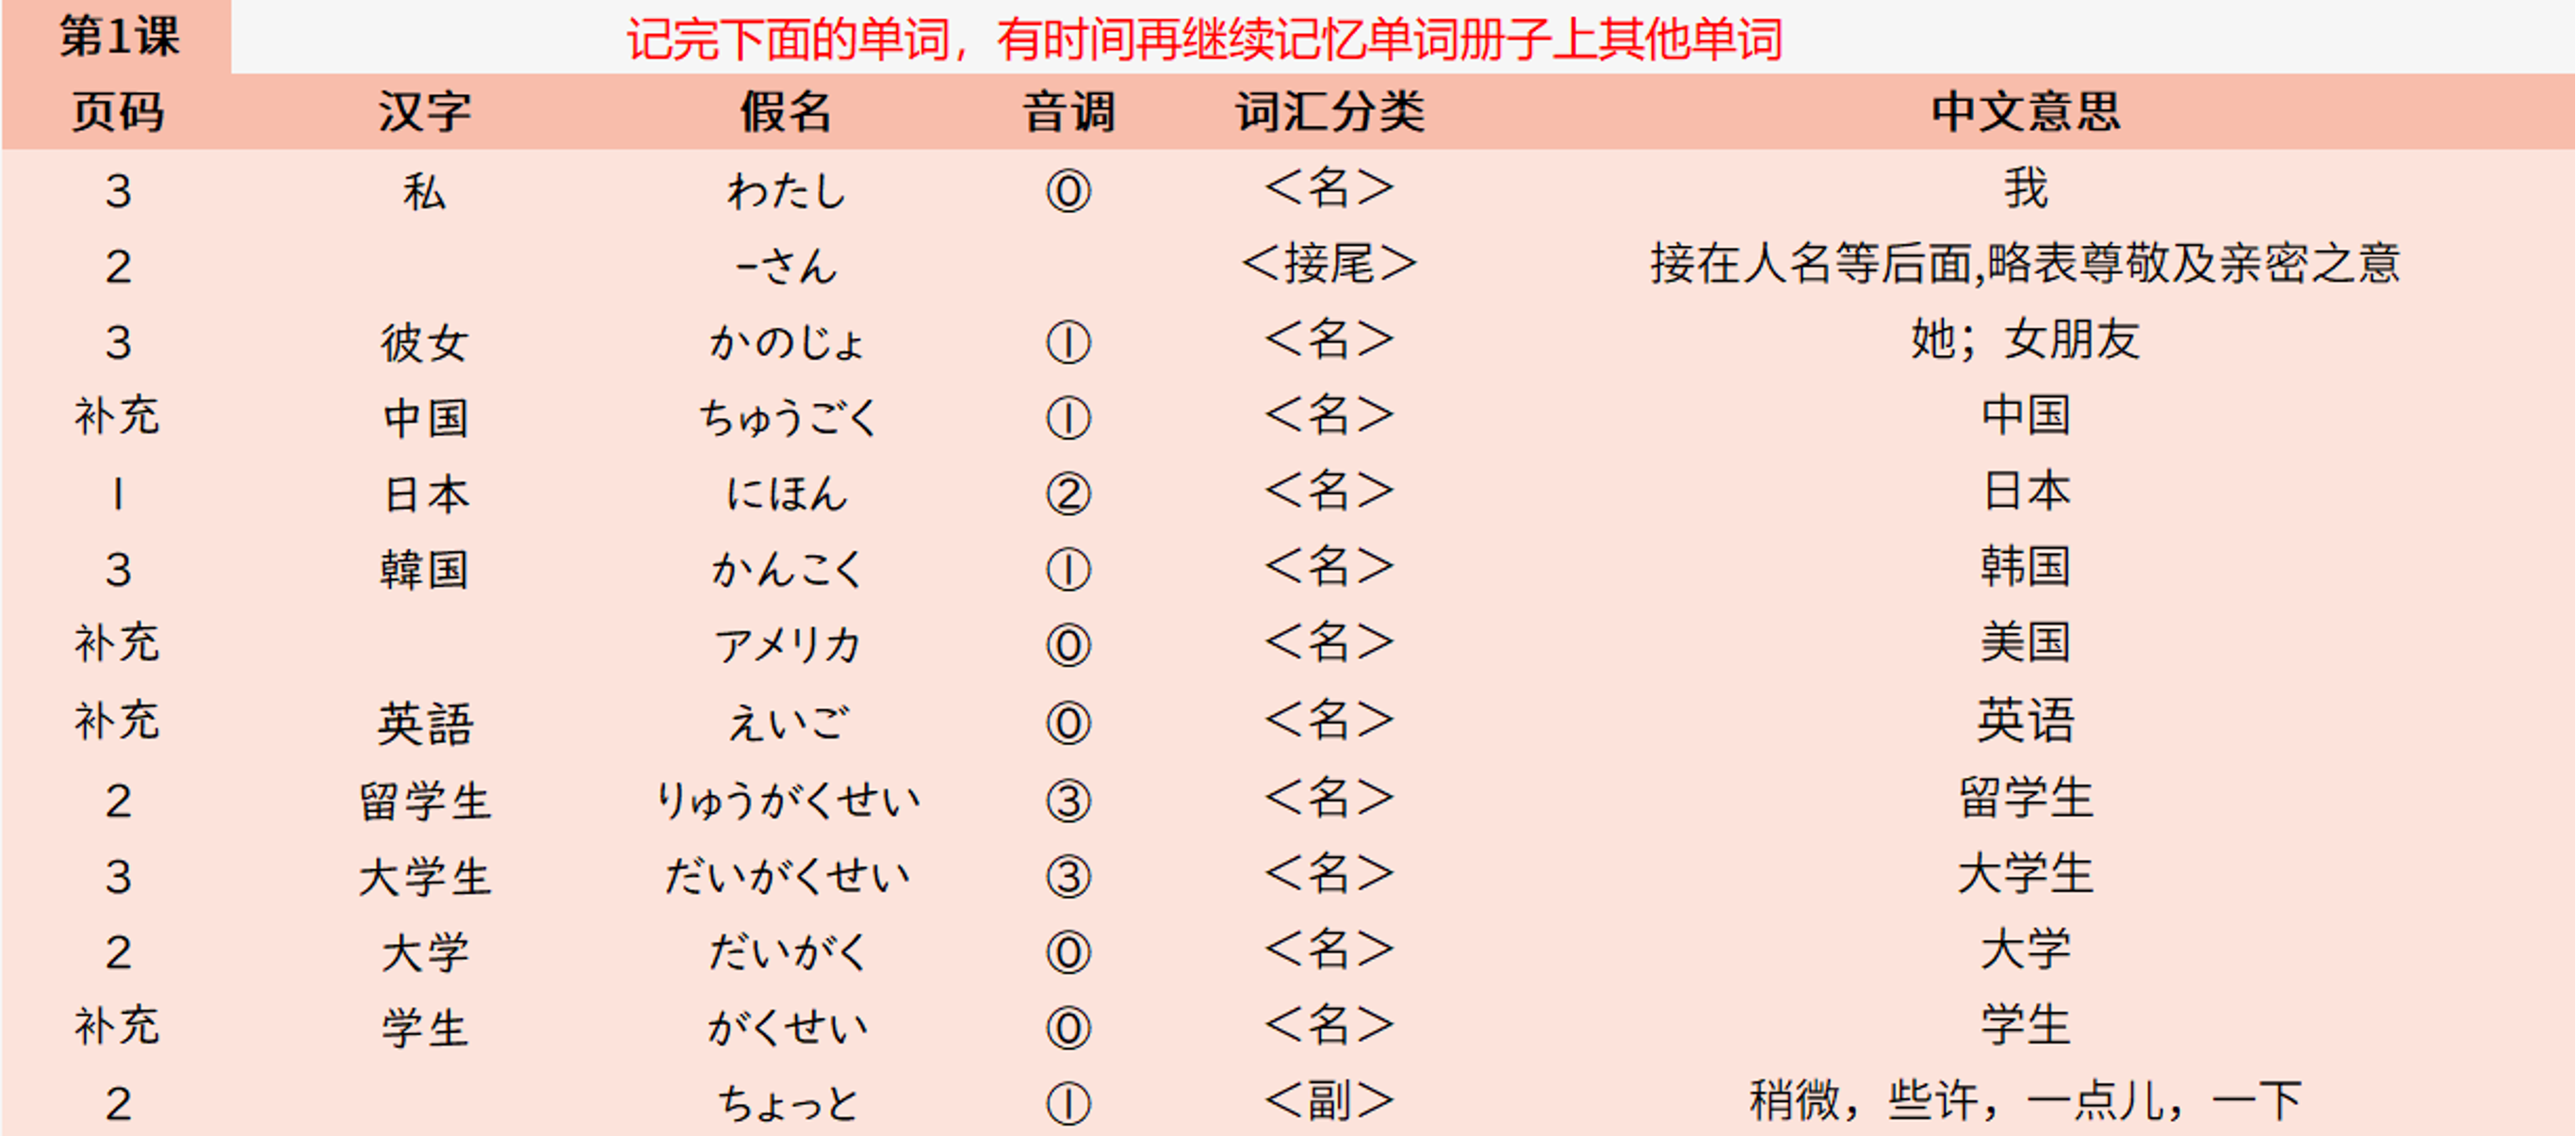 第1课 记完下面的单词，有时间再继续记忆单词册子上其他单词
页码 汉字 假名 音调 词汇分类 中文意思
3 私 わたし ⓪ ＜名＞ 我
2 -さん ＜接尾＞ 接在人名等后面,略表尊敬及亲密之意
3 彼女 かのじょ ① ＜名＞ 她；女朋友
补充 中国 ちゅうごく ① ＜名＞ 中国
1 日本 にほん ② ＜名＞ 日本
3 韓国 かんこく ① ＜名＞ 韩国
补充 アメリカ ⓪ ＜名＞ 美国
补充 英語 えいご ⓪ ＜名＞ 英语
2 留学生 りゅうがくせい ③ ＜名＞ 留学生
3 大学生 だいがくせい ③ ＜名＞ 大学生
2 大学 だいがく ⓪ ＜名＞ 大学
补充 学生 がくせい ⓪ ＜名＞ 学生
2 ちょっと ① ＜副＞ 稍微，些许，一点儿，一下